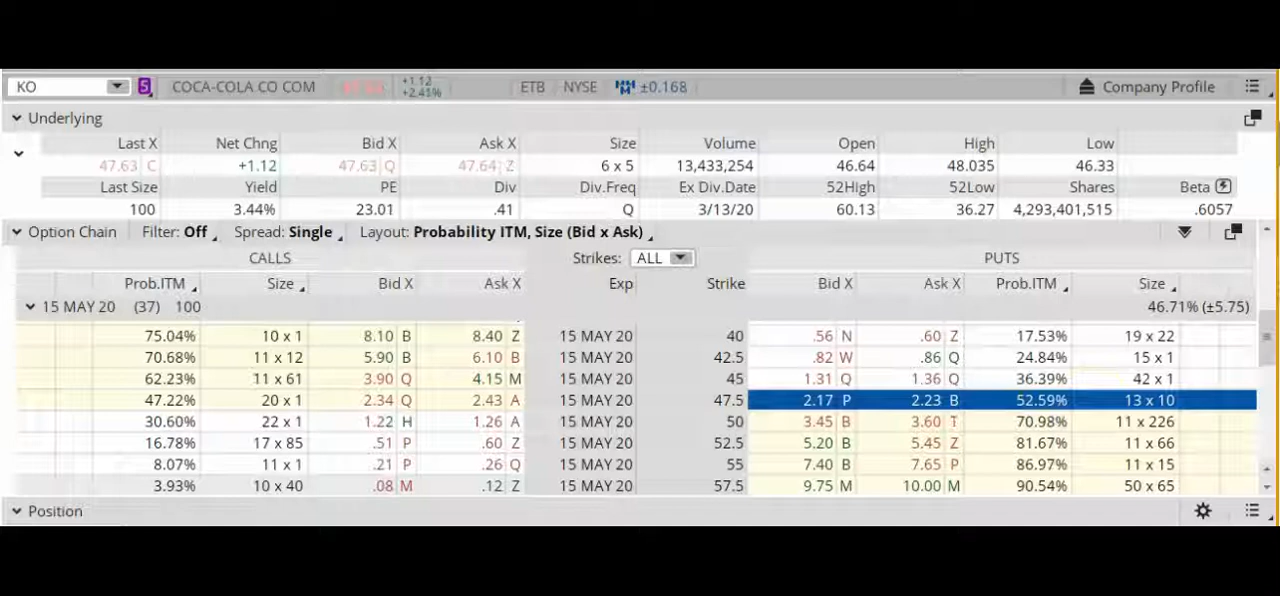 KO COCA-COLA CO COM +1.12 +2.41% ETB NYSE ±0.168 Company Profile
Underlying
Last X Net Chng Bid X Ask X Size Volume Open High Low
47.63 C +1.12 47.63 Q 47.64 Z 6 x 5 13,433,254 46.64 48.035 46.33
Last Size Yield PE Div Div.Freq Ex Div.Date 52High 52Low Shares Beta
100 3.44% 23.01 .41 Q 3/13/20 60.13 36.27 4,293,401,515 .6057
Option Chain Filter: Off Spread: Single Layout: Probability ITM, Size (Bid x Ask)
CALLS Strikes: ALL PUTS
Prob.ITM Size Bid X Ask X Exp Strike Bid X Ask X Prob.ITM Size
15 MAY 20 (37) 100 46.71% (±5.75)
75.04% 10 x 1 8.10 B 8.40 Z 15 MAY 20 40 .56 N .60 Z 17.53% 19 x 22
70.68% 11 x 12 5.90 B 6.10 B 15 MAY 20 42.5 .82 W .86 Q 24.84% 15 x 1
62.23% 11 x 61 3.90 Q 4.15 M 15 MAY 20 45 1.31 Q 1.36 Q 36.39% 42 x 1
47.22% 20 x 1 2.34 Q 2.43 A 15 MAY 20 47.5 2.17 P 2.23 B 52.59% 13 x 10
30.60% 22 x 1 1.22 H 1.26 A 15 MAY 20 50 3.45 B 3.60 T 70.98% 11 x 226
16.78% 17 x 85 .51 P .60 Z 15 MAY 20 52.5 5.20 B 5.45 Z 81.67% 11 x 66
8.07% 11 x 1 .21 P .26 Q 15 MAY 20 55 7.40 B 7.65 P 86.97% 11 x 15
3.93% 10 x 40 .08 M .12 Z 15 MAY 20 57.5 9.75 M 10.00 M 90.54% 50 x 65
Position